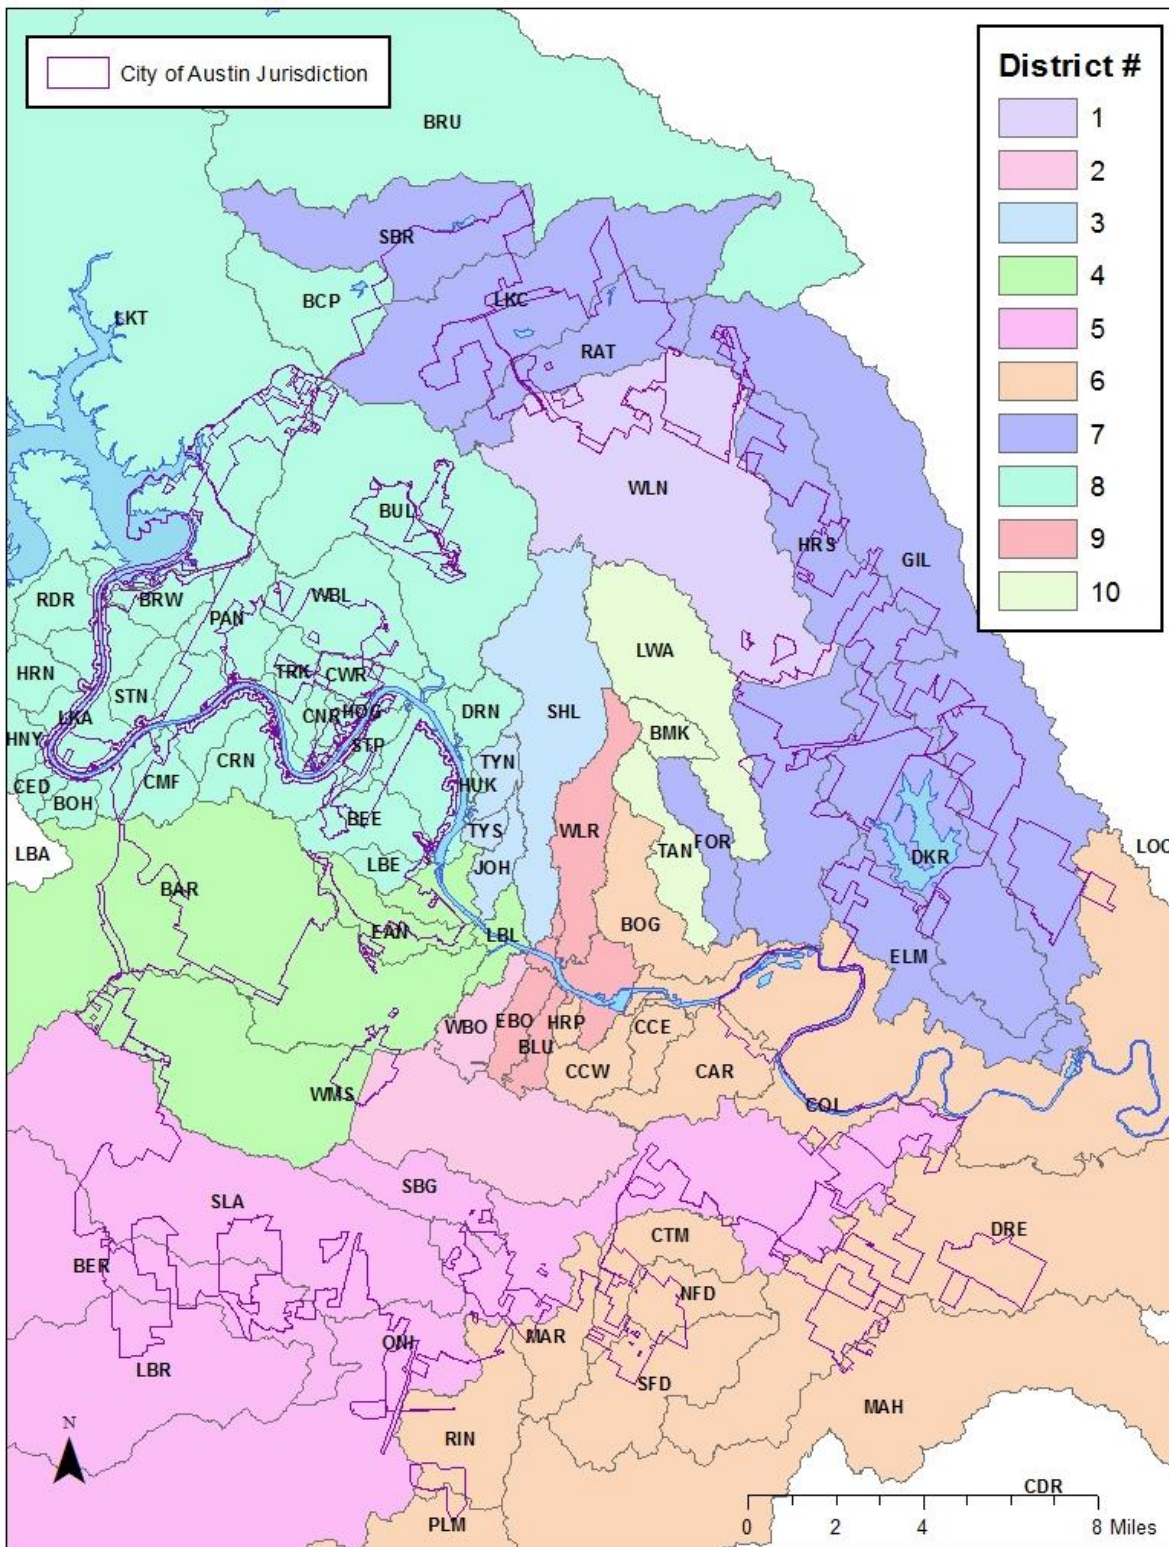 City of Austin Jurisdiction
District #
1
2
3
4
5
6
7
8
9
10
BRU
SBR
BCP
LKC
LKT
RAT
WLN
BUL
HRS
GIL
RDR
BRW
WBL
PAN
LWA
HRN
TRK
CWR
STN
LKA
CNR
HOG
DRN
SHL
HNY
STP
BMK
CRN
TYN
CED
BOH
CMF
HUK
BEE
TYS
WLR
TAN
FOR
LBA
LBE
JOH
DKR
LOC
BAR
EAN
LBL
BOG
ELM
WBO
EBO
HRP
CCE
BLU
CCW
CAR
WMS
COL
SBG
SLA
CTM
DRE
BER
NFD
ONI
MAR
LBR
SFD
MAH
N
RIN
CDR
PLM
0 2 4 8 Miles